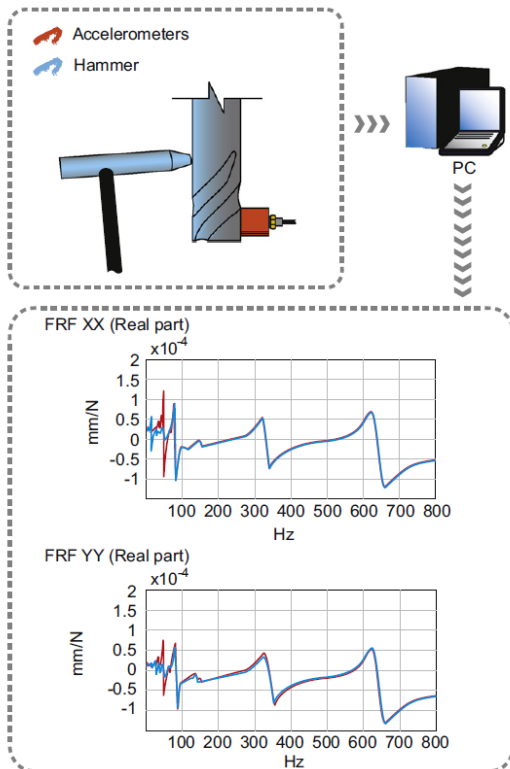 Accelerometers
Hammer
PC
FRF XX (Real part)
x10-4
2
1.5
1
0.5
0
-0.5
-1
mm/N
100 200 300 400 500 600 700 800
Hz
FRF YY (Real part)
x10-4
2
1.5
1
0.5
0
-0.5
-1
mm/N
100 200 300 400 500 600 700 800
Hz